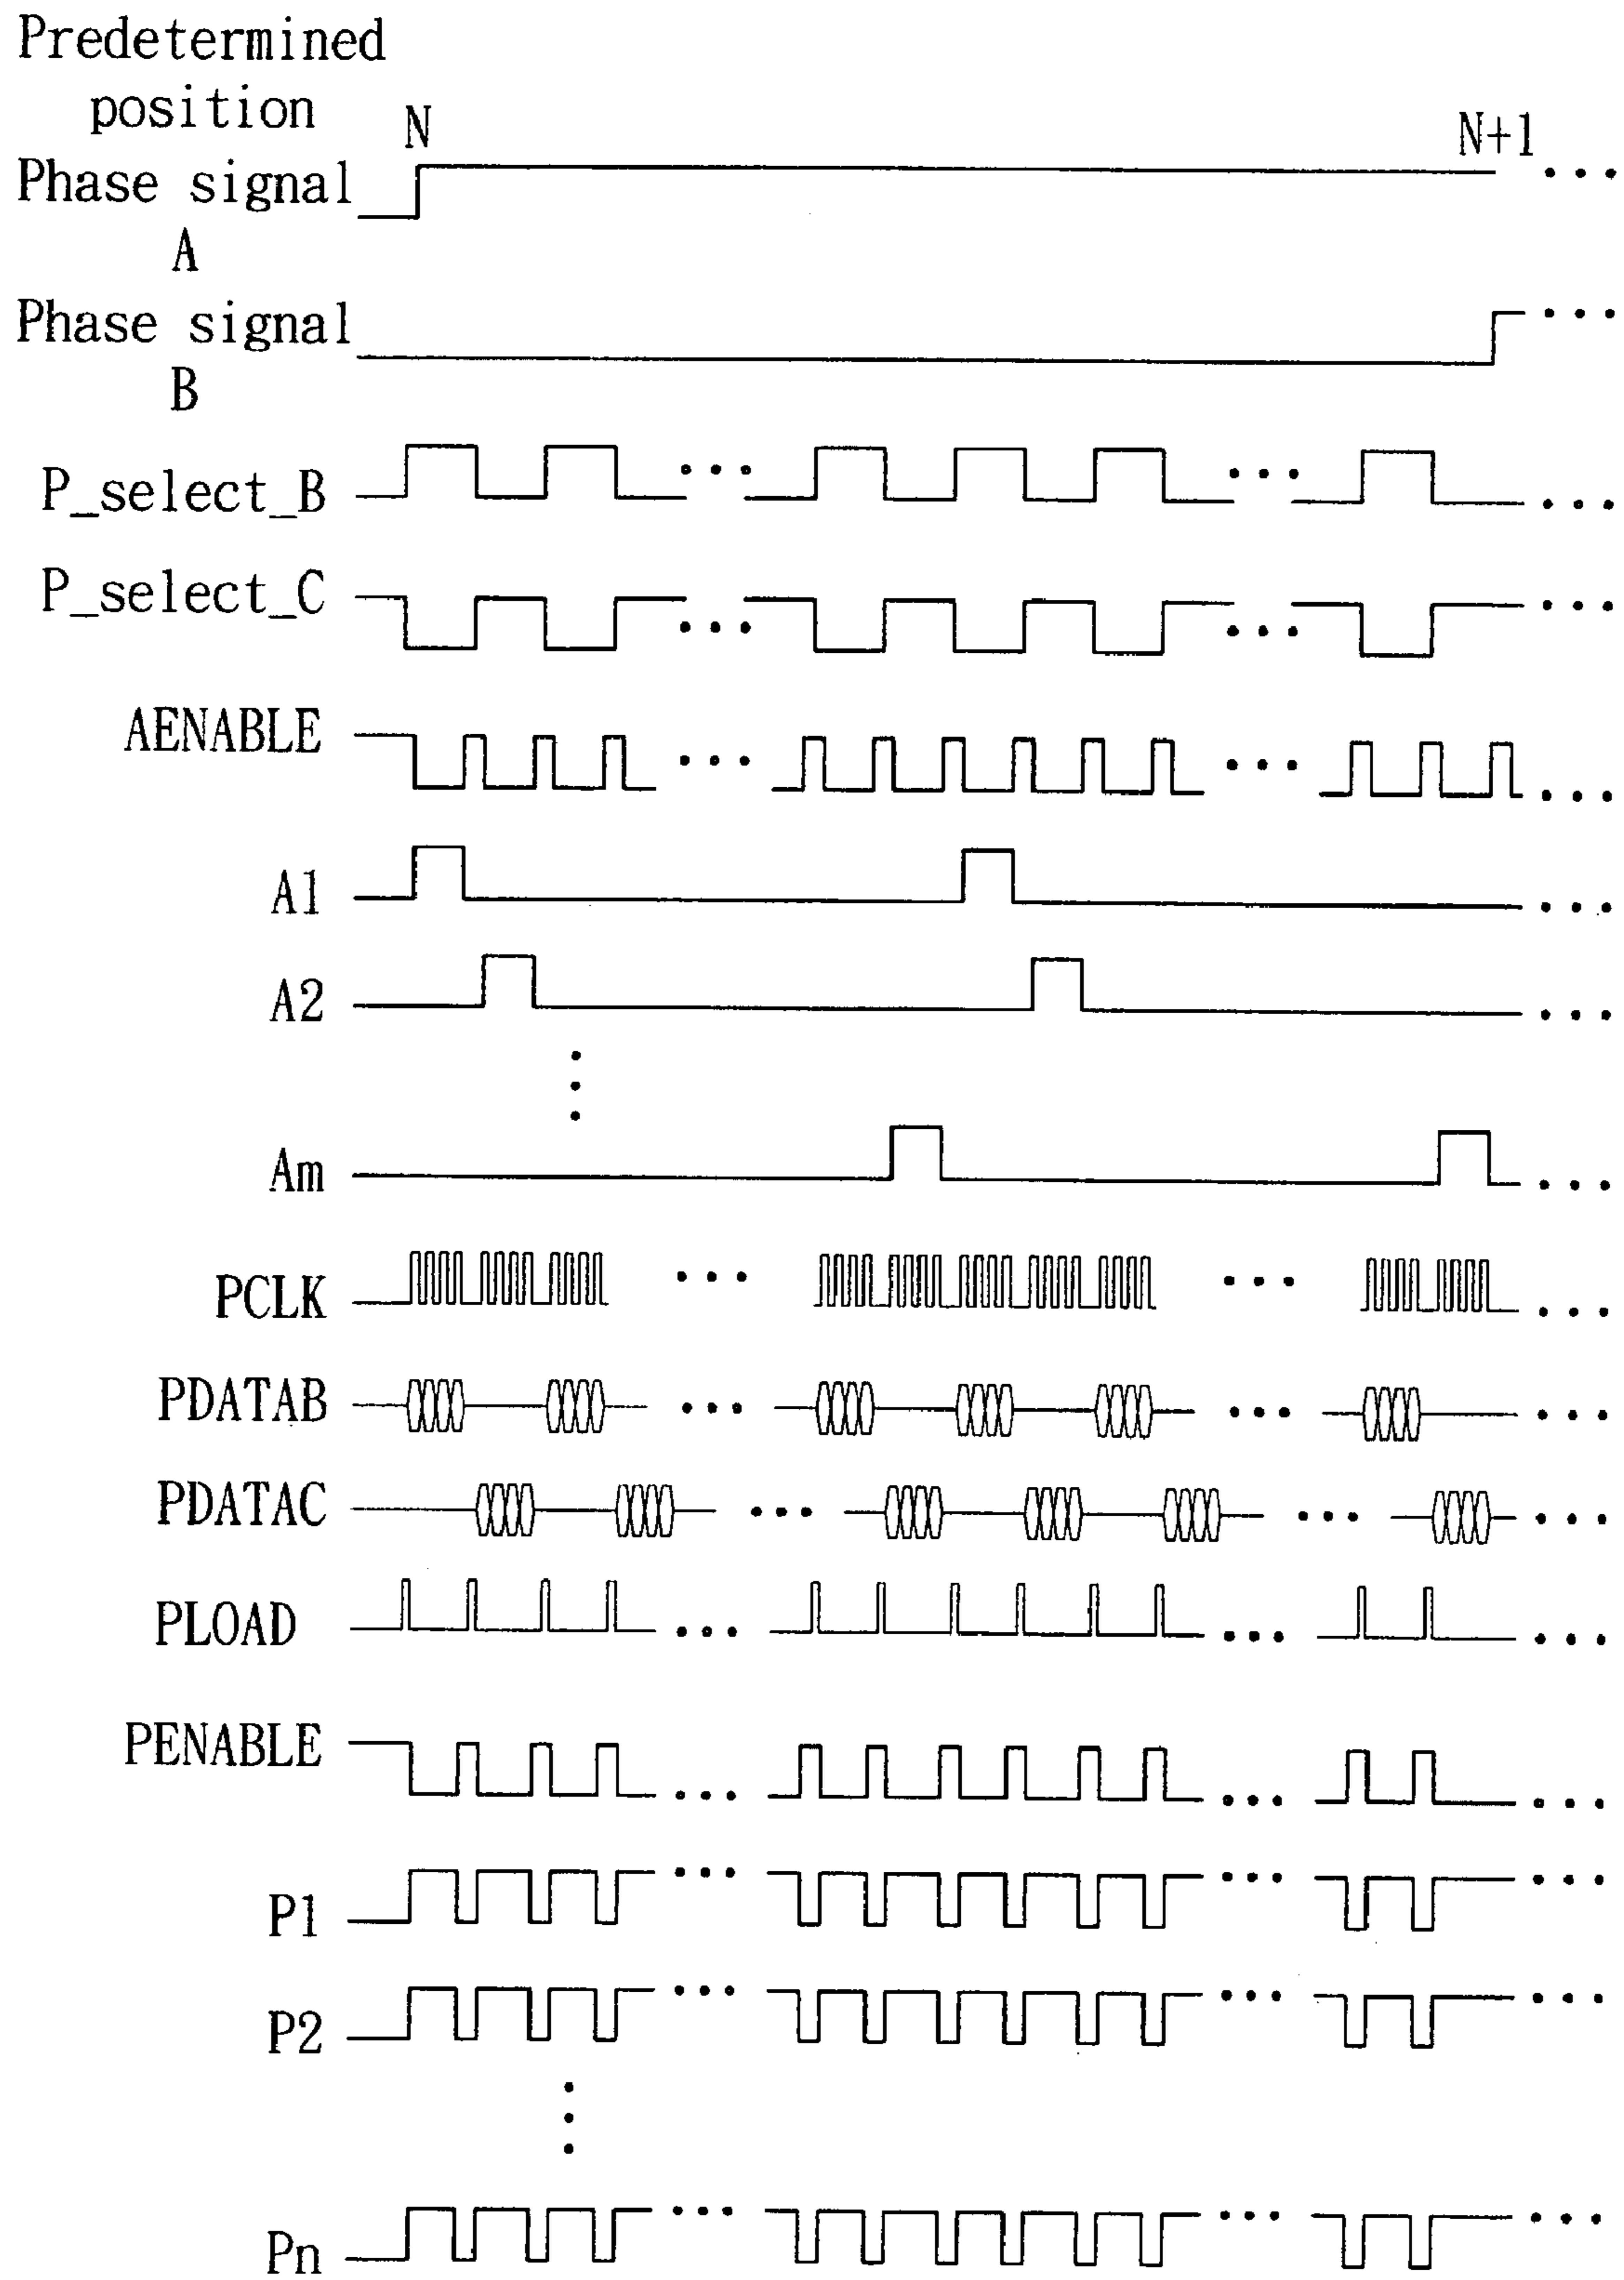 Predetermined
position
N
N+1
Phase signal
A
Phase signal
B
P_select_B
P_select_C
AENABLE
A1
A2
Am
PCLK
PDATAB
PDATAC
PLOAD
PENABLE
P1
P2
Pn